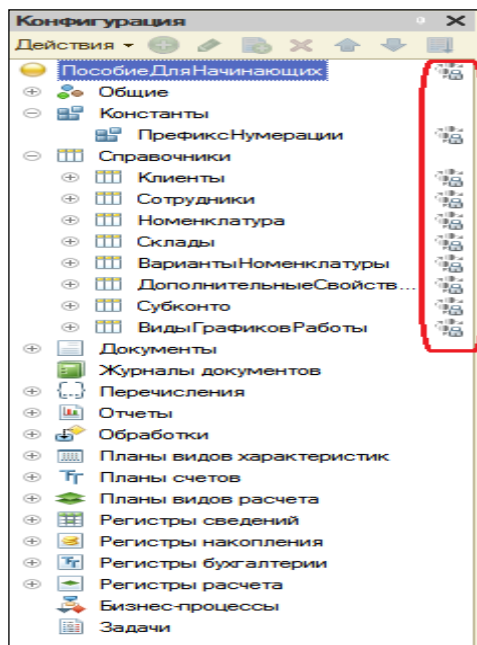 Конфигурация
Действия
ПособиеДляНачинающих
Общие
Константы
ПрефиксНумерации
Справочники
Клиенты
Сотрудники
Номенклатура
Склады
ВариантыНоменклатуры
ДополнительныеСвойств...
Субконто
ВидыГрафиковРаботы
Документы
Журналы документов
Перечисления
Отчеты
Обработки
Планы видов характеристик
Планы счетов
Планы видов расчета
Регистры сведений
Регистры накопления
Регистры бухгалтерии
Регистры расчета
Бизнес-процессы
Задачи